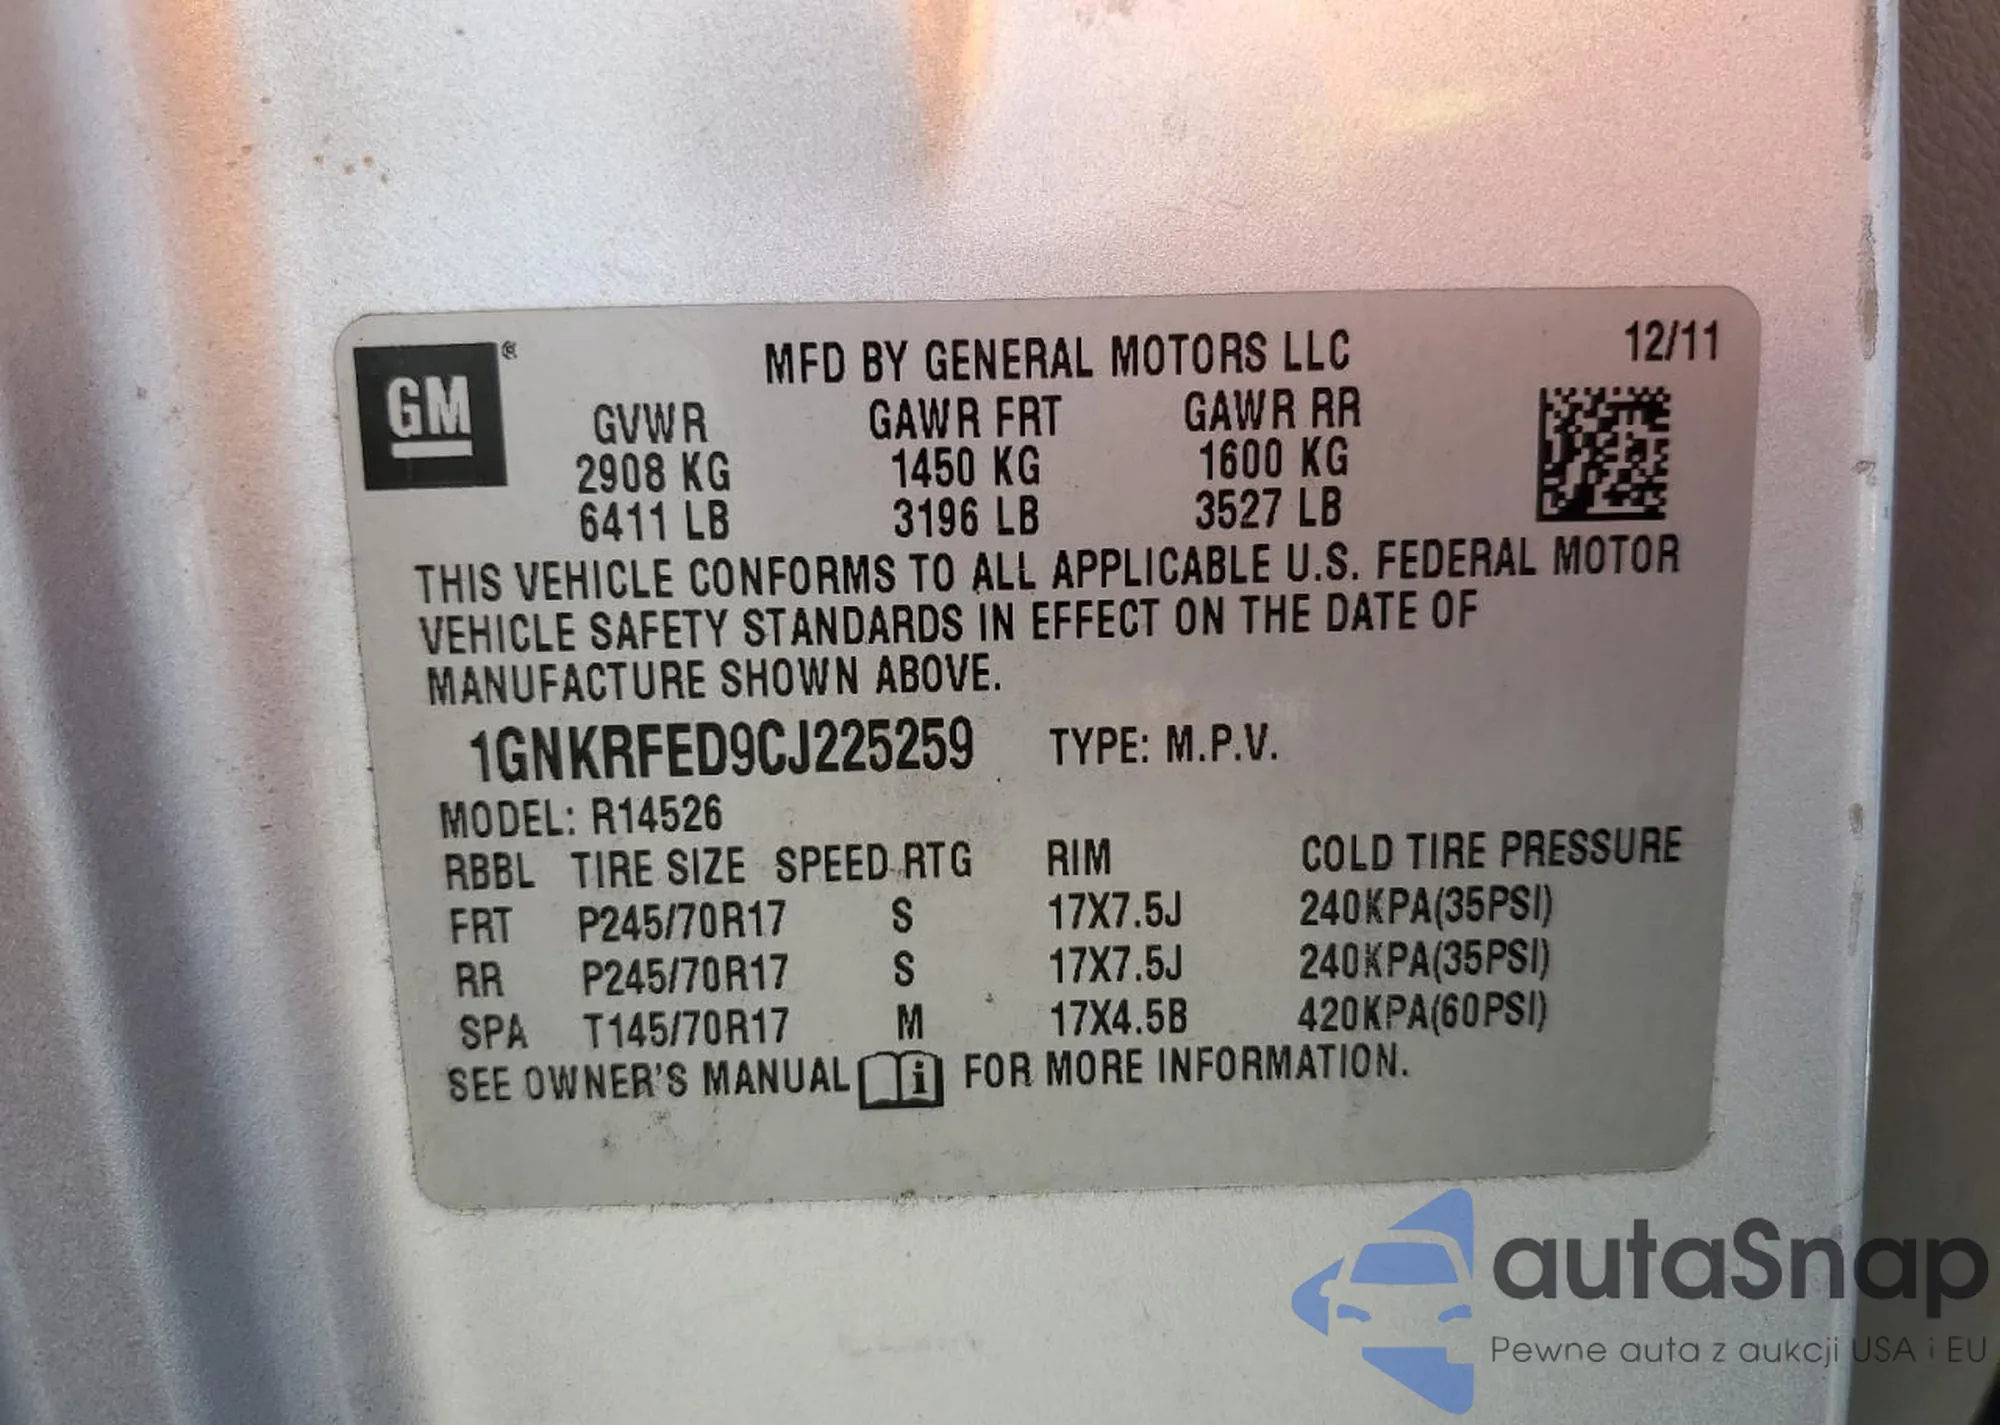 GM®
MFD BY GENERAL MOTORS LLC 12/11
GVWR GAWR FRT GAWR RR
2908 KG 1450 KG 1600 KG
6411 LB 3196 LB 3527 LB
THIS VEHICLE CONFORMS TO ALL APPLICABLE U.S. FEDERAL MOTOR
VEHICLE SAFETY STANDARDS IN EFFECT ON THE DATE OF
MANUFACTURE SHOWN ABOVE.
1GNKRFED9CJ225259 TYPE: M.P.V.
MODEL: R14526
RBBL TIRE SIZE SPEED RTG RIM COLD TIRE PRESSURE
FRT P245/70R17 S 17X7.5J 240KPA(35PSI)
RR P245/70R17 S 17X7.5J 240KPA(35PSI)
SPA T145/70R17 M 17X4.5B 420KPA(60PSI)
SEE OWNER'S MANUAL i FOR MORE INFORMATION.
autaSnap
Pewne auta z aukcji USA i EU